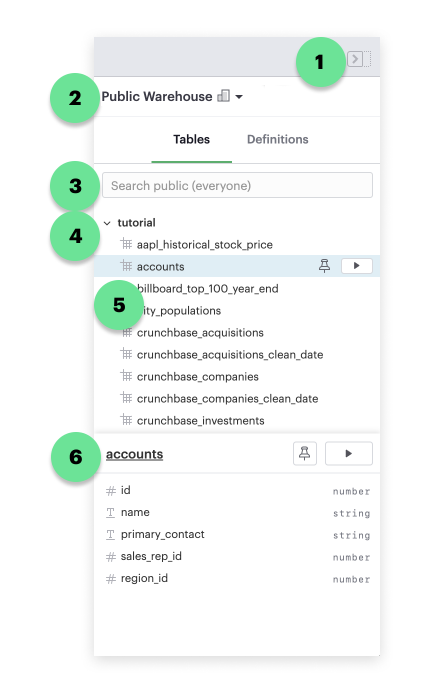 1
2 Public Warehouse
Tables Definitions
3 Search public (everyone)
4 tutorial
aapl_historical_stock_price
accounts
billboard_top_100_year_end
5 ity_populations
crunchbase_acquisitions
crunchbase_acquisitions_clean_date
crunchbase_companies
crunchbase_companies_clean_date
crunchbase_investments
6 accounts
id number
name string
primary_contact string
sales_rep_id number
region_id number